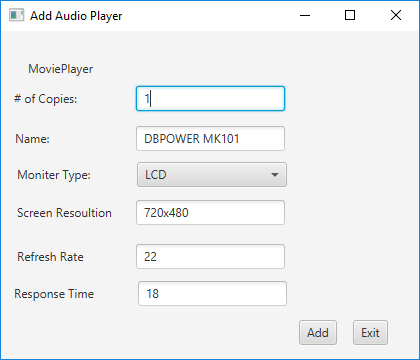 Add Audio Player
MoviePlayer
# of Copies: 1
Name: DBPOWER MK101
Moniter Type: LCD
Screen Resoultion 720x480
Refresh Rate 22
Response Time 18
Add Exit